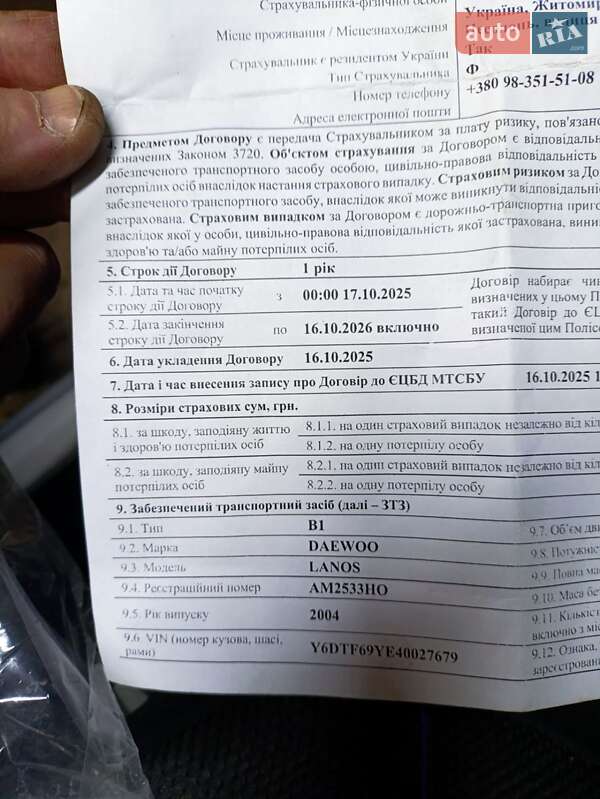 Страхувальника-фізичної особи
Україна, Житомир
Місце проживання / Місцезнаходження
вулиця
Страхувальник є резидентом України
Так
Тип Страхувальника
Ф
Номер телефону
+380 98-351-51-08
Адреса електронної пошти
auto RIA.com
4. Предметом Договору є передача Страхувальником за плату ризику, пов'язано
визначених Законом 3720. Об'єктом страхування за Договором є відповідаль
забезпеченого транспортного засобу особою, цивільно-правова відповідальність
потерпілих осіб внаслідок настання страхового випадку. Страховим ризиком за До
забезпеченого транспортного засобу, внаслідок якої може виникнути відповідальніс
застрахована. Страховим випадком за Договором є дорожньо-транспортна приго
внаслідок якої у особи, цивільно-правова відповідальність якої застрахована, вини
здоров'ю та/або майну потерпілих осіб.
5. Строк дії Договору 1 рік
5.1. Дата та час початку
строку дії Договору з 00:00 17.10.2025
5.2. Дата закінчення
строку дії Договору по 16.10.2026 включно
Договір набирає чин
визначених у цьому П
такий Договір до ЄЦ
визначеної цим Поліс
6. Дата укладення Договору 16.10.2025
7. Дата і час внесення запису про Договір до ЄЦБД МТСБУ 16.10.2025 1
8. Розміри страхових сум, грн.
8.1. за шкоду, заподіяну життю
і здоров'ю потерпілих осіб
8.1.1. на один страховий випадок незалежно від кіл
8.1.2. на одну потерпілу особу
8.2. за шкоду, заподіяну майну
потерпілих осіб
8.2.1. на один страховий випадок незалежно від кіл
8.2.2. на одну потерпілу особу
9. Забезпечений транспортний засіб (далі – ЗТЗ)
9.1. Тип B1 9.7. Об'єм дви
9.2. Марка DAEWOO 9.8. Потужніс
9.3. Модель LANOS 9.9. Повна ма
9.4. Реєстраційний номер AM2533HO 9.10. Маса бе
9.5. Рік випуску 2004 9.11. Кількіст
включно з міс
9.6 VIN (номер кузова, шасі,
рами) Y6DTF69YE40027679
9.12. Ознака,
зареєстрован